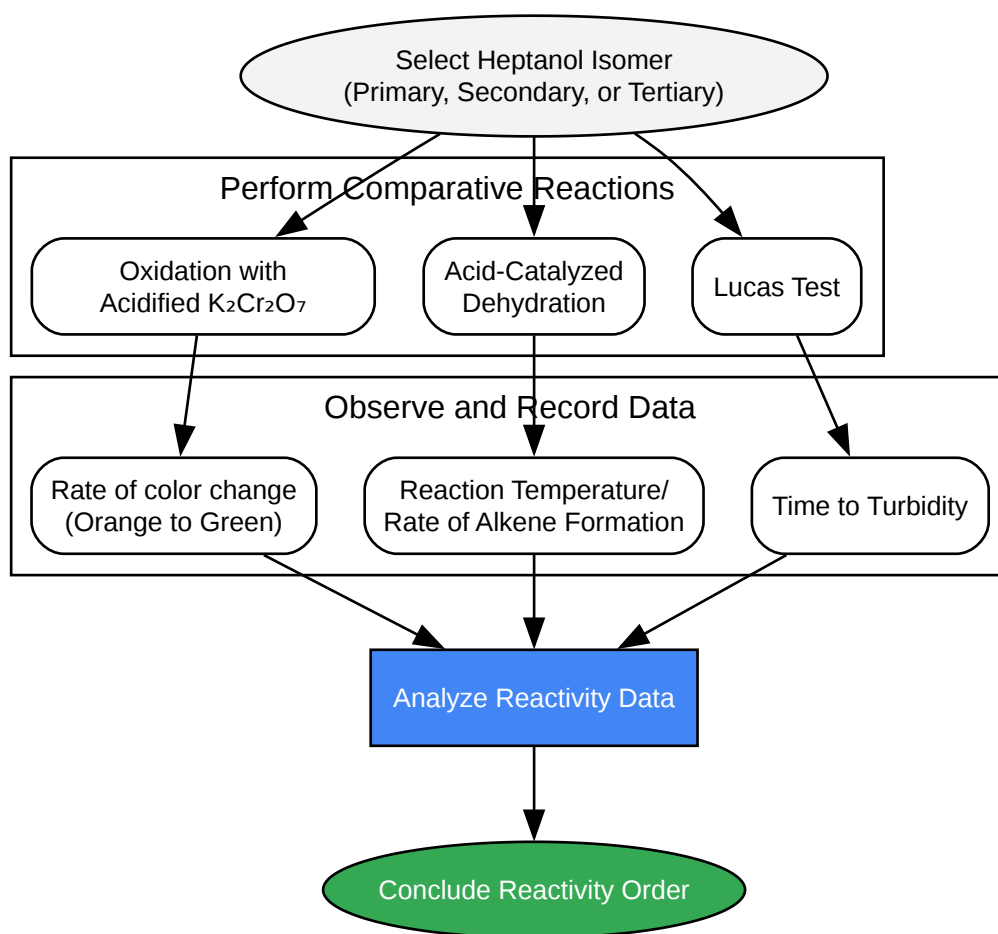 Select Heptanol Isomer
(Primary, Secondary, or Tertiary)
Perform Comparative Reactions
Oxidation with
Acidified K₂Cr₂O₇
Acid-Catalyzed
Dehydration
Lucas Test
Observe and Record Data
Rate of color change
(Orange to Green)
Reaction Temperature/
Rate of Alkene Formation
Time to Turbidity
Analyze Reactivity Data
Conclude Reactivity Order